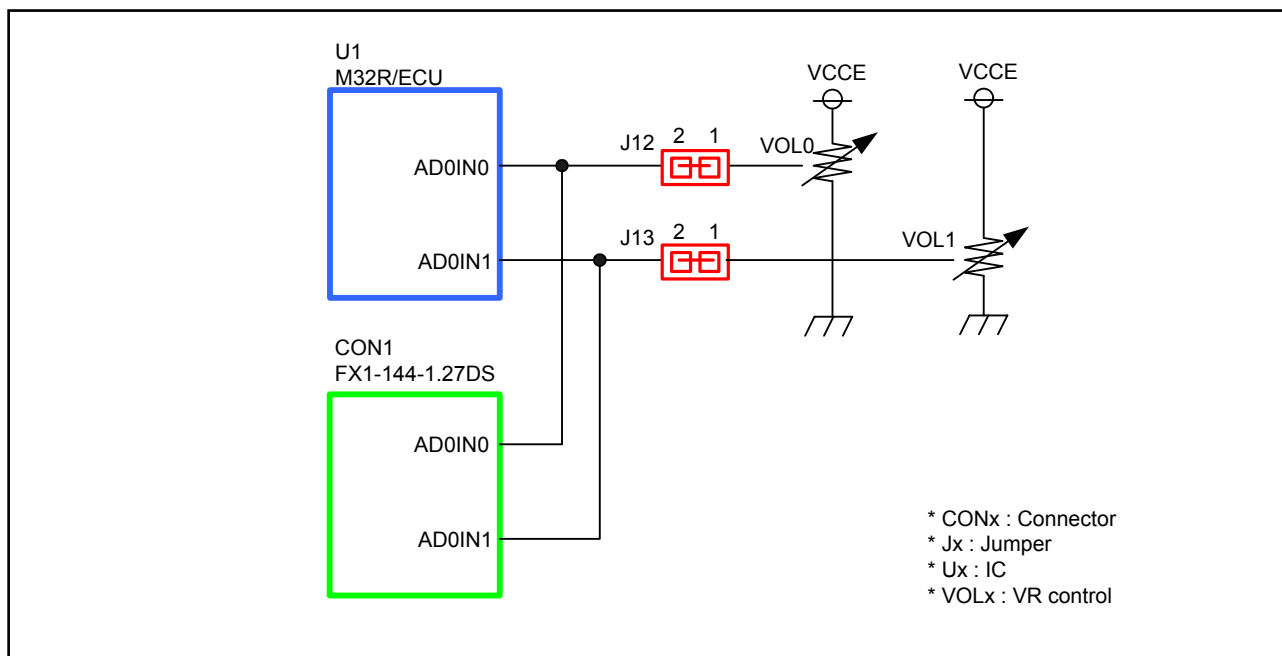 U1
M32R/ECU
VCCE
VCCE
J12 2 1
VOL0
AD0IN0
J13 2 1
VOL1
AD0IN1
CON1
FX1-144-1.27DS
AD0IN0
AD0IN1
* CONx : Connector
* Jx : Jumper
* Ux : IC
* VOLx : VR control